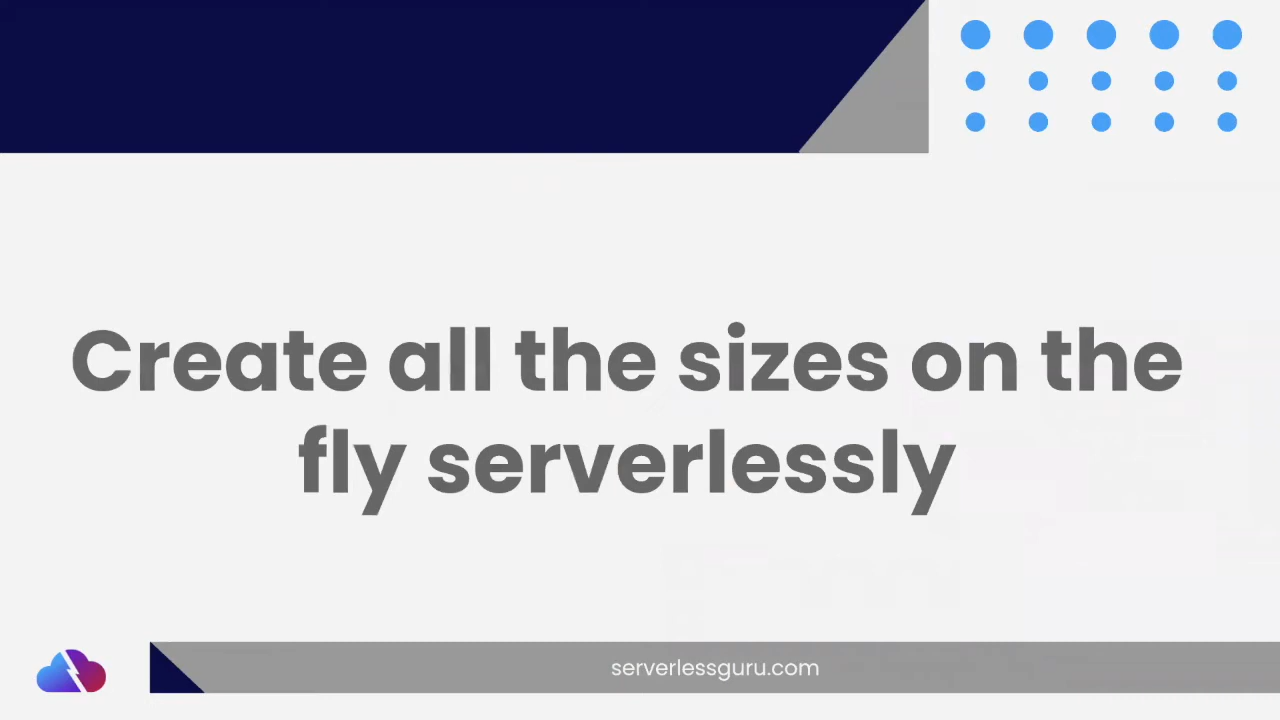 Create all the sizes on the
fly serverlessly
serverlessguru.com